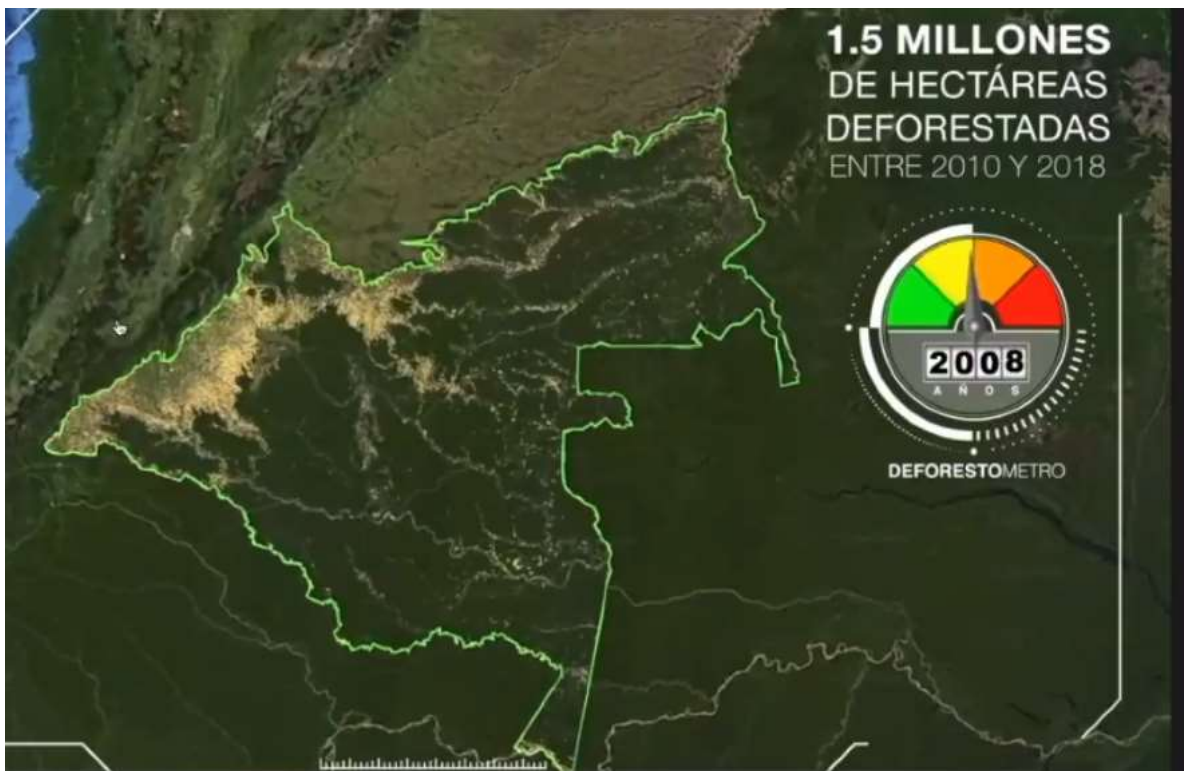 1.5 MILLONES
DE HECTÁREAS
DEFORESTADAS
ENTRE 2010 Y 2018
2008
AÑOS
DEFORESTOMETRO